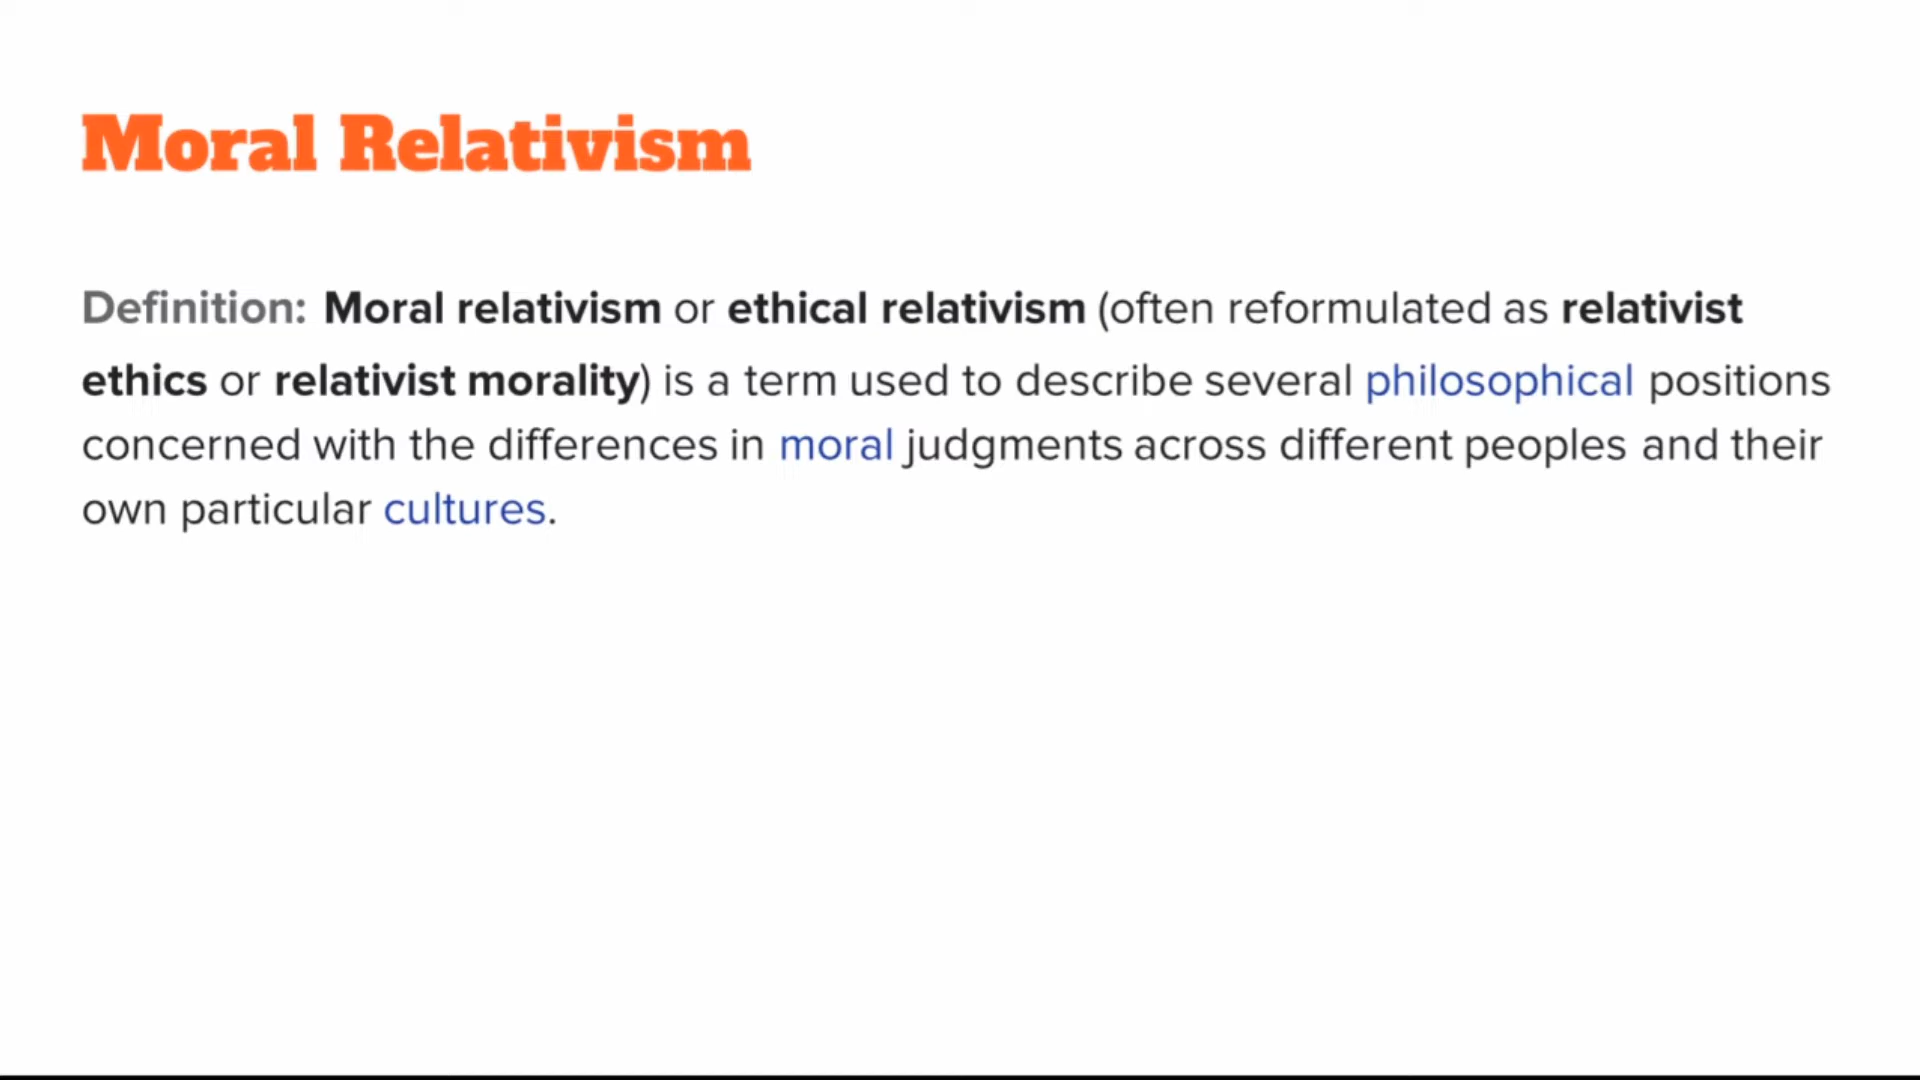 Moral Relativism
Definition: Moral relativism or ethical relativism (often reformulated as relativist
ethics or relativist morality) is a term used to describe several philosophical positions
concerned with the differences in moral judgments across different peoples and their
own particular cultures.